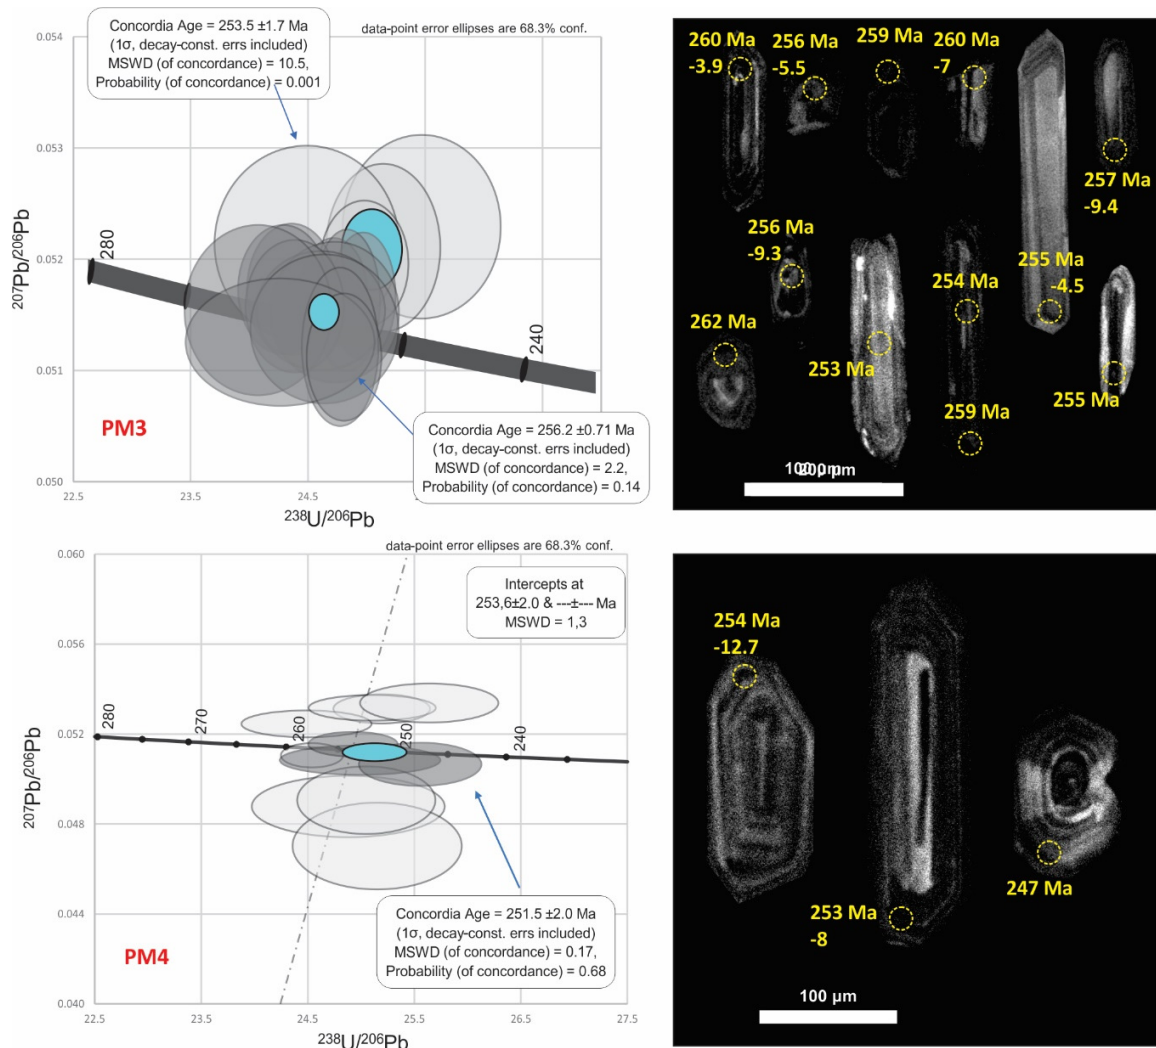 Concordia Age = 253.5 ±1.7 Ma
(1σ, decay-const. errs included)
MSWD (of concordance) = 10.5,
Probability (of concordance) = 0.001
data-point error ellipses are 68.3% conf.
0.054
0.053
0.052
0.051
0.050
207Pb/206Pb
280
240
PM3
Concordia Age = 256.2 ±0.71 Ma
(1σ, decay-const. errs included)
MSWD (of concordance) = 2.2,
Probability (of concordance) = 0.14
22.5
23.5
24.5
238U/206Pb
260 Ma
-3.9
256 Ma
-5.5
259 Ma
260 Ma
-7
257 Ma
-9.4
256 Ma
-9.3
254 Ma
255 Ma
-4.5
262 Ma
253 Ma
255 Ma
259 Ma
100 µm
data-point error ellipses are 68.3% conf.
0.060
0.056
0.052
0.048
0.044
0.040
207Pb/206Pb
Intercepts at
253,6±2.0 & ---±--- Ma
MSWD = 1,3
280
270
260
250
240
Concordia Age = 251.5 ±2.0 Ma
(1σ, decay-const. errs included)
MSWD (of concordance) = 0.17,
Probability (of concordance) = 0.68
PM4
22.5
23.5
24.5
25.5
26.5
27.5
238U/206Pb
254 Ma
-12.7
253 Ma
-8
247 Ma
100 µm